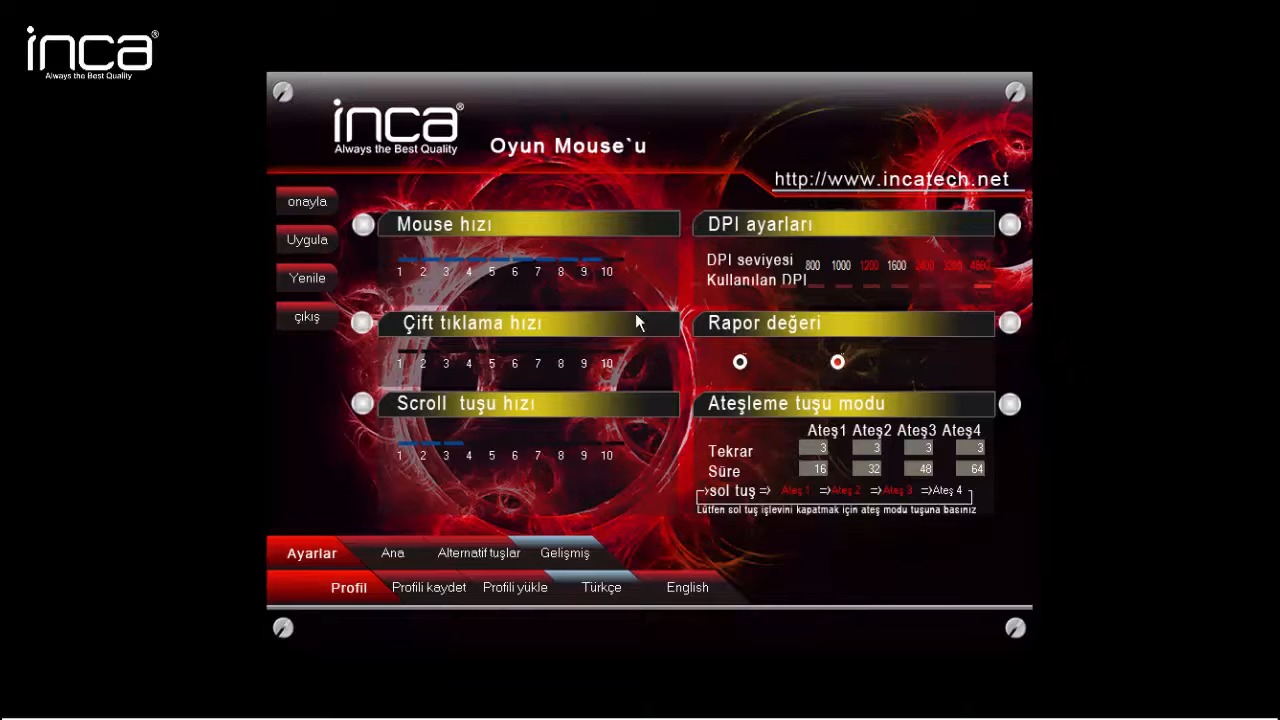 inca®
Always the Best Quality
inca®
Always the Best Quality
Oyun Mouse`u
http://www.incatech.net
onayla
Uygula
Yenile
çıkış
Mouse hızı
1 2 3 4 5 6 7 8 9 10
Çift tıklama hızı
1 2 3 4 5 6 7 8 9 10
Scroll tuşu hızı
1 2 3 4 5 6 7 8 9 10
DPI ayarları
DPI seviyesi 800 1000 1200 1600 2400 3200 4800
Kullanılan DPI
Rapor değeri
Ateşleme tuşu modu
Ateş1 Ateş2 Ateş3 Ateş4
Tekrar 3 3 3 3
Süre 16 32 48 64
sol tuş => Ateş 1 => Ateş 2 => Ateş 3 => Ateş 4
Lütfen sol tuş işlevini kapatmak için ateş modu tuşuna basınız
Ayarlar Ana Alternatif tuşlar Gelişmiş
Profil Profili kaydet Profili yükle Türkçe English